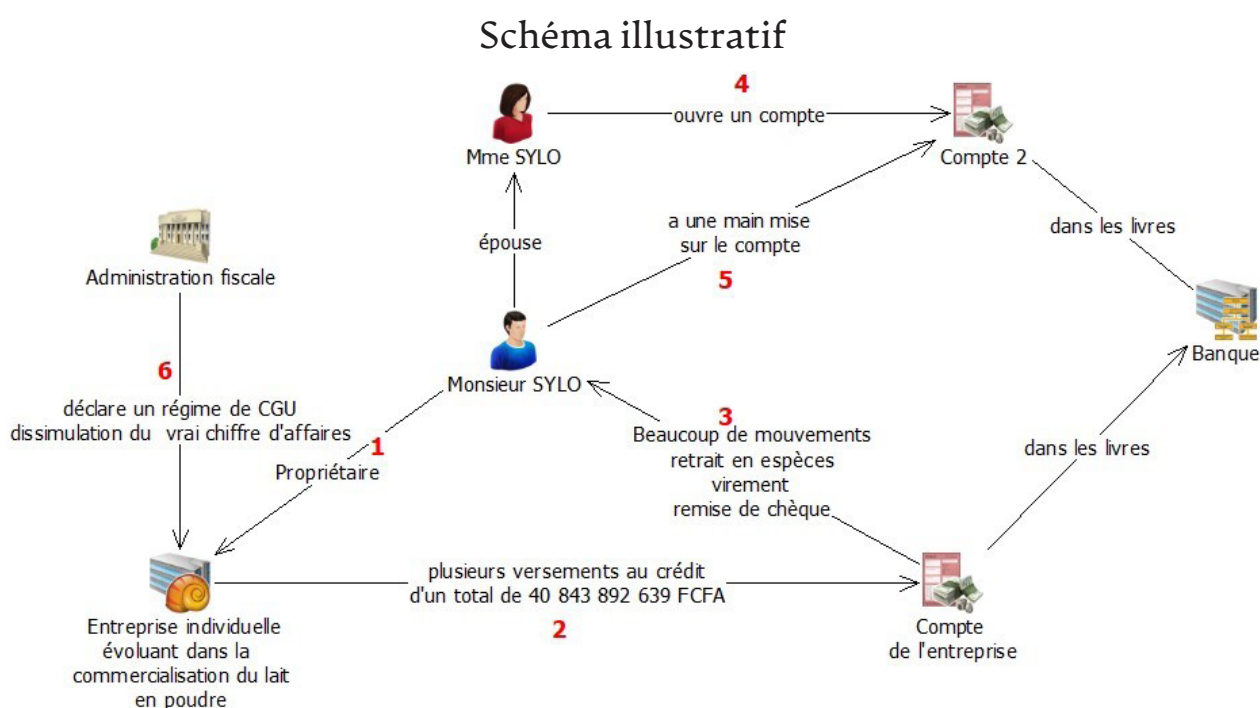 Schéma illustratif
4
ouvre un compte
Mme SYLO
Compte 2
a une main mise
sur le compte
5
dans les livres
épouse
Administration fiscale
Banque
Monsieur SYLO
6
déclare un régime de CGU
dissimulation du vrai chiffre d'affaires
1
Propriétaire
3
Beaucoup de mouvements
retrait en espèces
virement
remise de chèque
dans les livres
plusieurs versements au crédit
d'un total de 40 843 892 639 FCFA
2
Entreprise individuelle
évoluant dans la
commercialisation du lait
en poudre
Compte
de l'entreprise